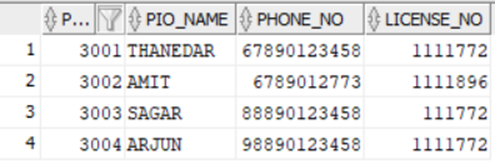 P... PIO_NAME PHONE_NO LICENSE_NO
1 3001 THANEDAR 67890123458 1111772
2 3002 AMIT 6789012773 1111896
3 3003 SAGAR 88890123458 111772
4 3004 ARJUN 98890123458 1111772